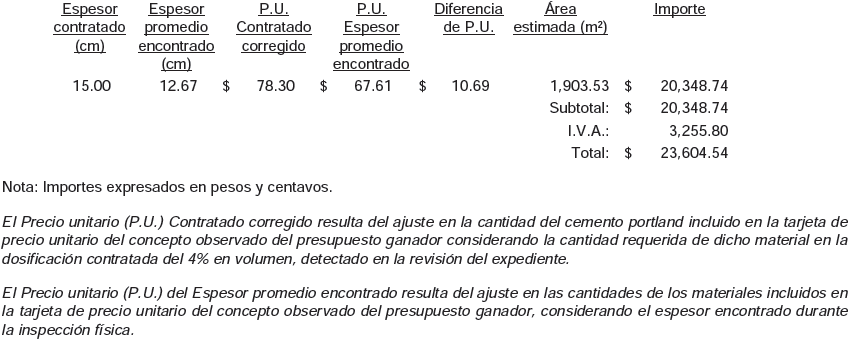 Espesor Espesor P.U. P.U. Diferencia Área Importe
contratado promedio Contratado Espesor de P.U. estimada (m²)
(cm) encontrado corregido promedio
(cm) encontrado
15.00 12.67 $ 78.30 $ 67.61 $ 10.69 1,903.53 $ 20,348.74
Subtotal: $ 20,348.74
I.V.A.: 3,255.80
Total: $ 23,604.54
Nota: Importes expresados en pesos y centavos.
El Precio unitario (P.U.) Contratado corregido resulta del ajuste en la cantidad del cemento portland incluido en la tarjeta de
precio unitario del concepto observado del presupuesto ganador considerando la cantidad requerida de dicho material en la
dosificación contratada del 4% en volumen, detectado en la revisión del expediente.
El Precio unitario (P.U.) del Espesor promedio encontrado resulta del ajuste en las cantidades de los materiales incluidos en
la tarjeta de precio unitario del concepto observado del presupuesto ganador, considerando el espesor encontrado durante
la inspección física.